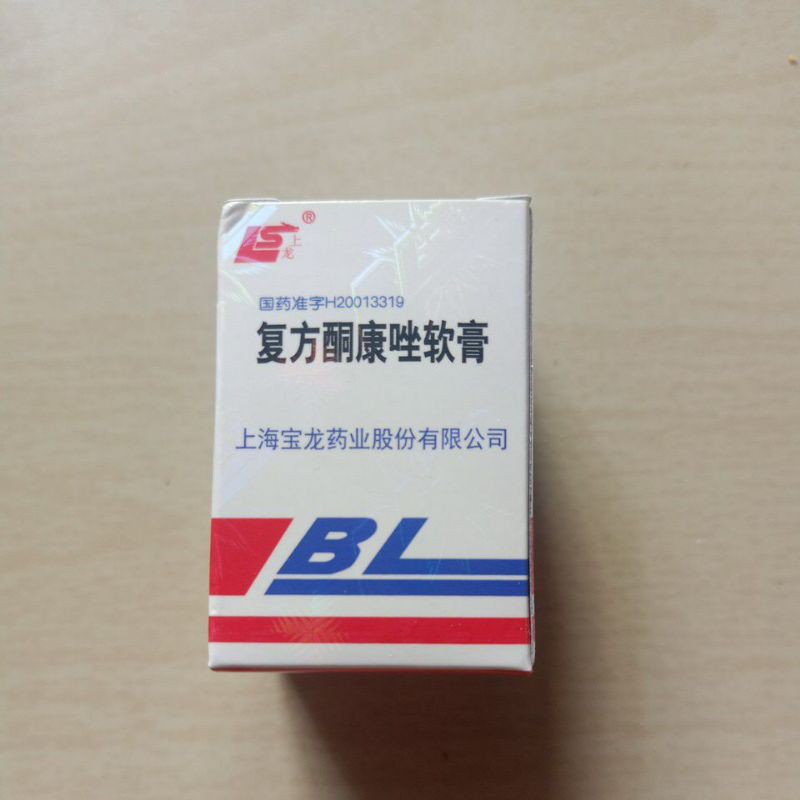 LS
上龙®
国药准字H20013319
复方酮康唑软膏
上海宝龙药业股份有限公司
BL